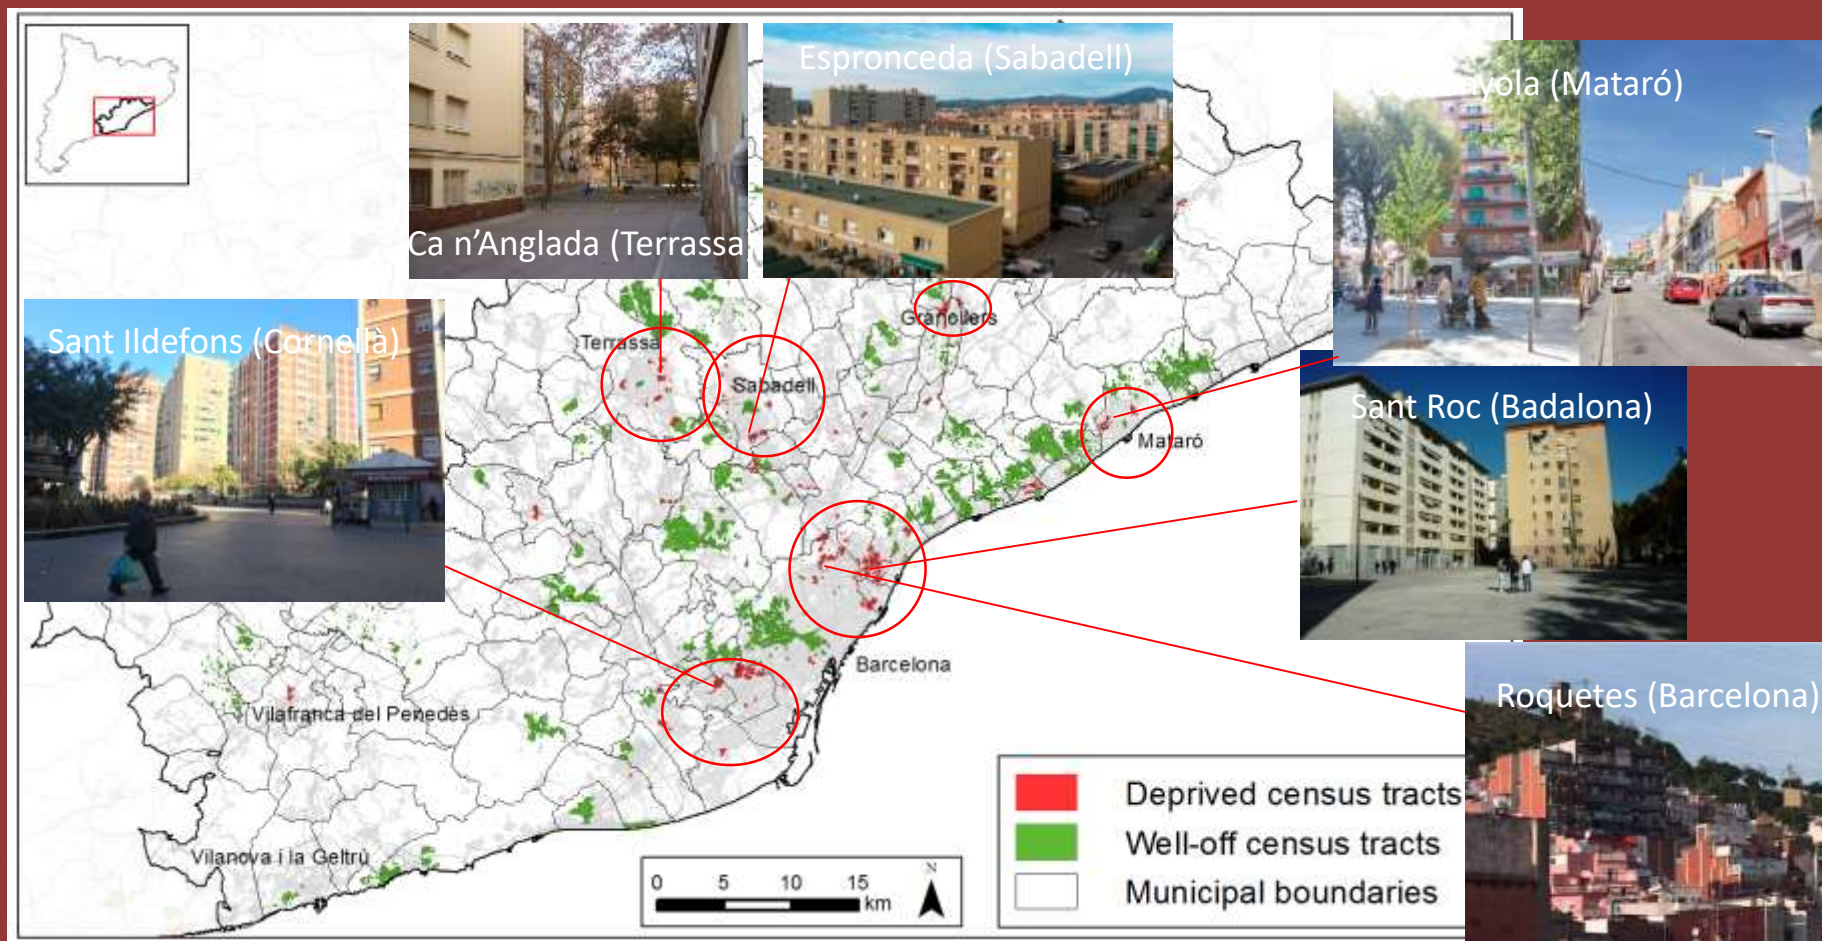 Ca n’Anglada (Terrassa
Espronceda (Sabadell)
nyola (Mataró)
Sant Ildefons (Cornellà)
Sant Roc (Badalona)
Roquetes (Barcelona)
Terrassa
Sabadell
Granollers
Mataró
Barcelona
Vilafranca del Penedès
Vilanova i la Geltrú
0 5 10 15
km
N
Deprived census tracts
Well-off census tracts
Municipal boundaries